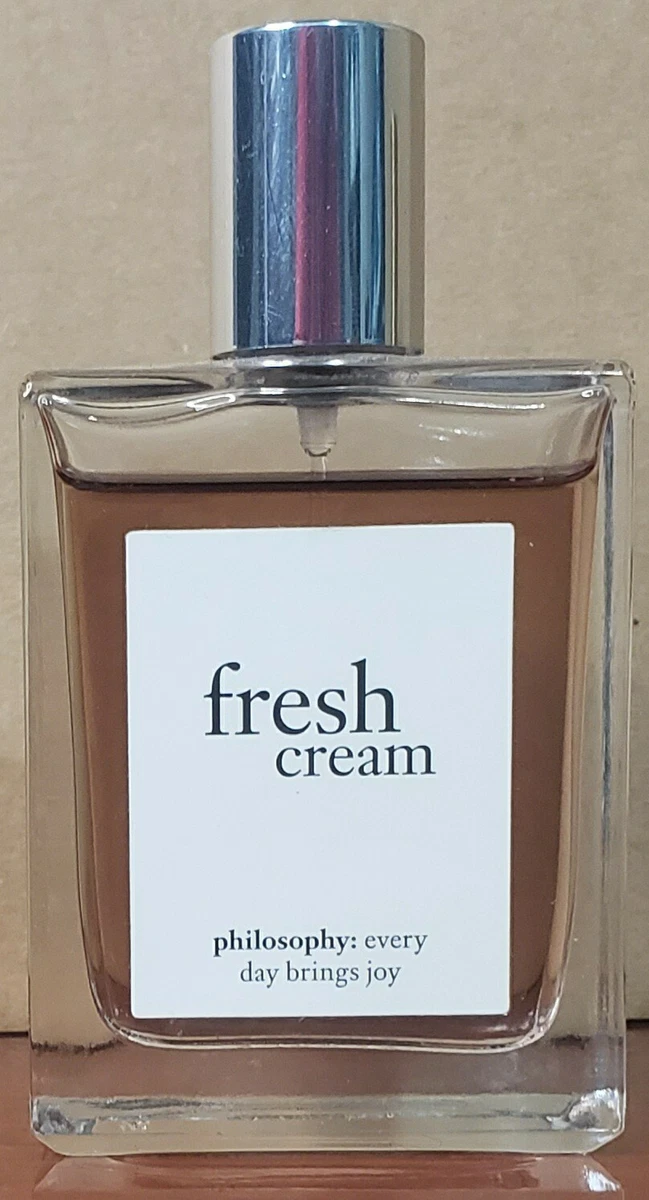 fresh
cream
philosophy: every
day brings joy